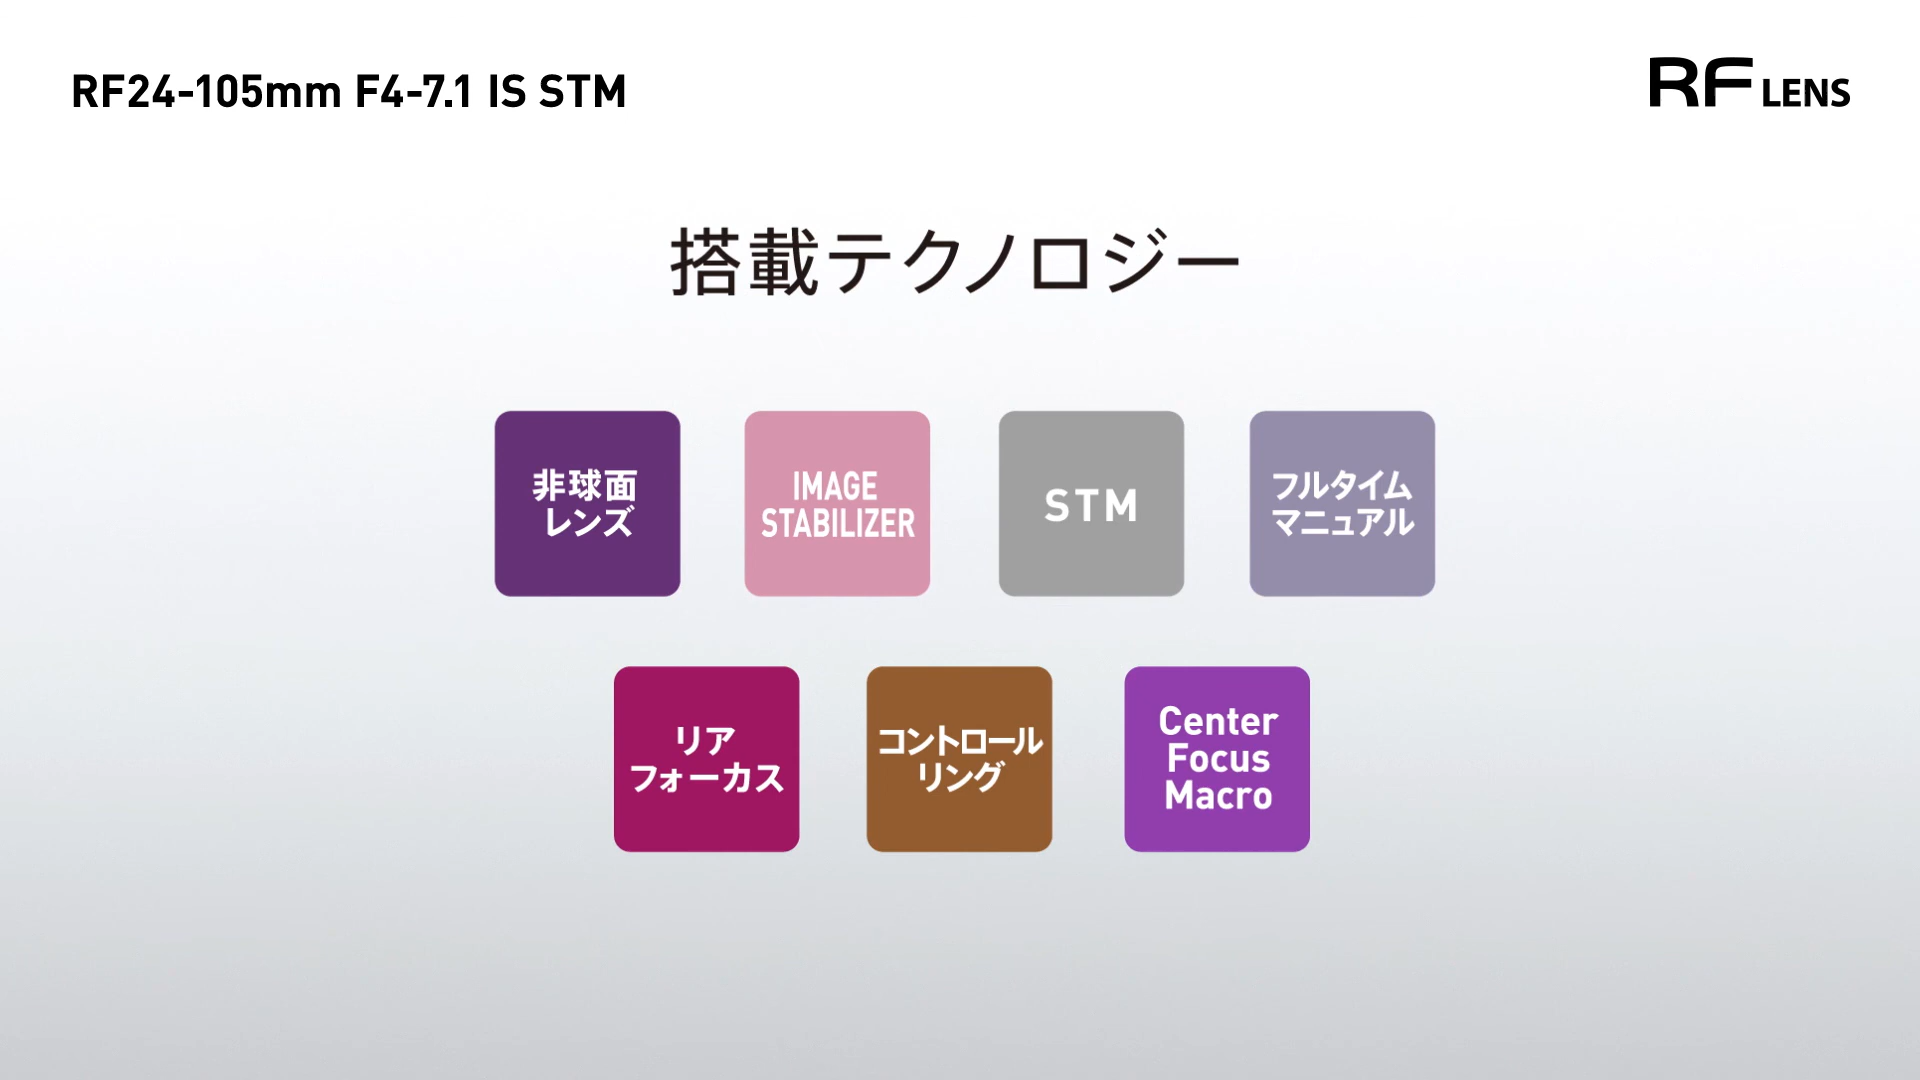 RF24-105mm F4-7.1 IS STM
RF LENS
搭載テクノロジー
非球面
レンズ
IMAGE
STABILIZER
STM
フルタイム
マニュアル
リア
フォーカス
コントロール
リング
Center
Focus
Macro